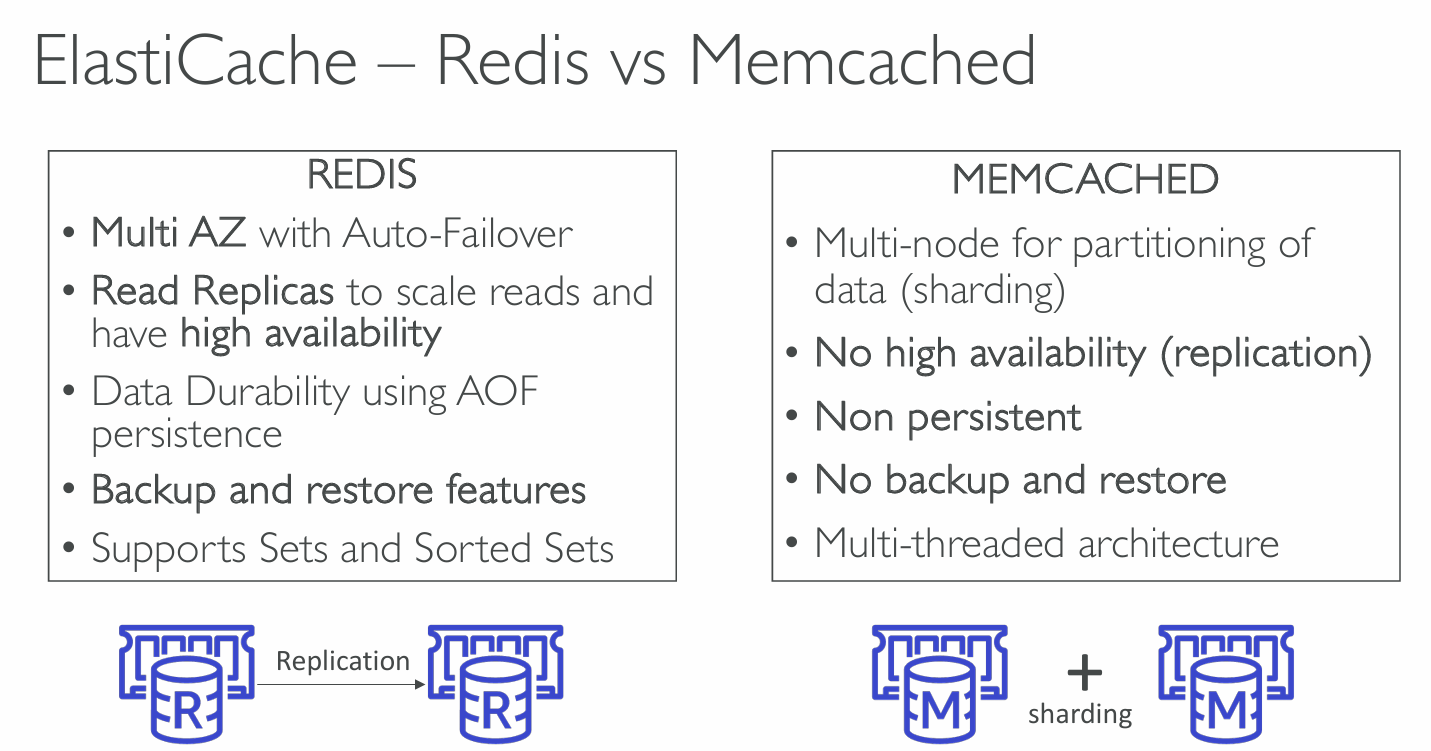 ElastiCache – Redis vs Memcached
REDIS
• Multi AZ with Auto-Failover
• Read Replicas to scale reads and
have high availability
• Data Durability using AOF
persistence
• Backup and restore features
• Supports Sets and Sorted Sets
MEMCACHED
• Multi-node for partitioning of
data (sharding)
• No high availability (replication)
• Non persistent
• No backup and restore
• Multi-threaded architecture
R
Replication
R
M
+
sharding
M